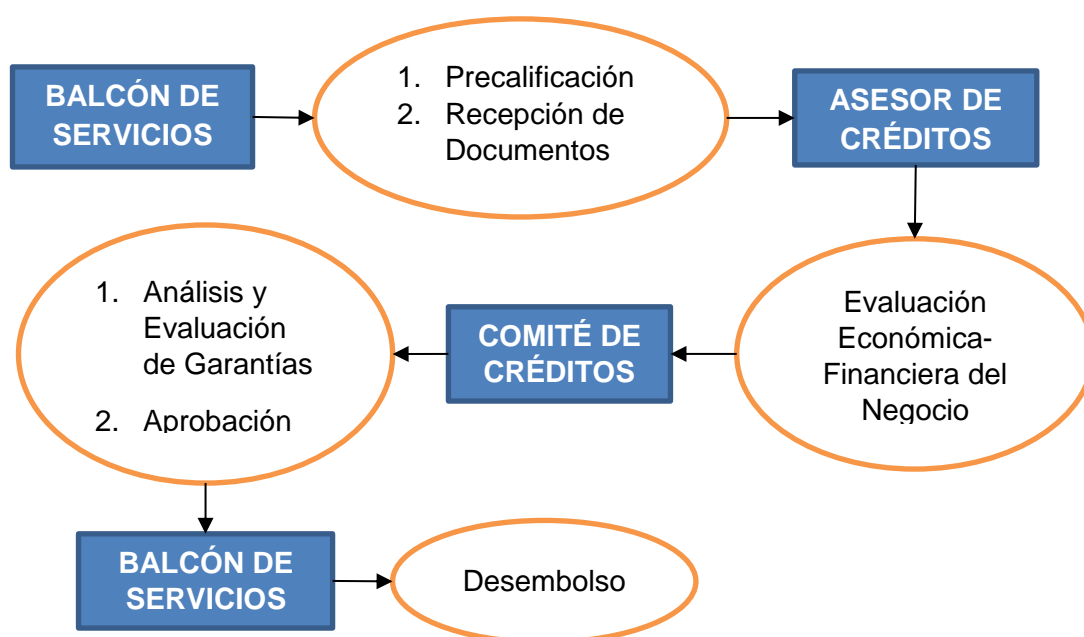 BALCÓN DE
SERVICIOS
1. Precalificación
2. Recepción de
Documentos
ASESOR DE
CRÉDITOS
Evaluación
Económica-
Financiera del
Negocio
COMITÉ DE
CRÉDITOS
1. Análisis y
Evaluación
de Garantías
2. Aprobación
BALCÓN DE
SERVICIOS
Desembolso